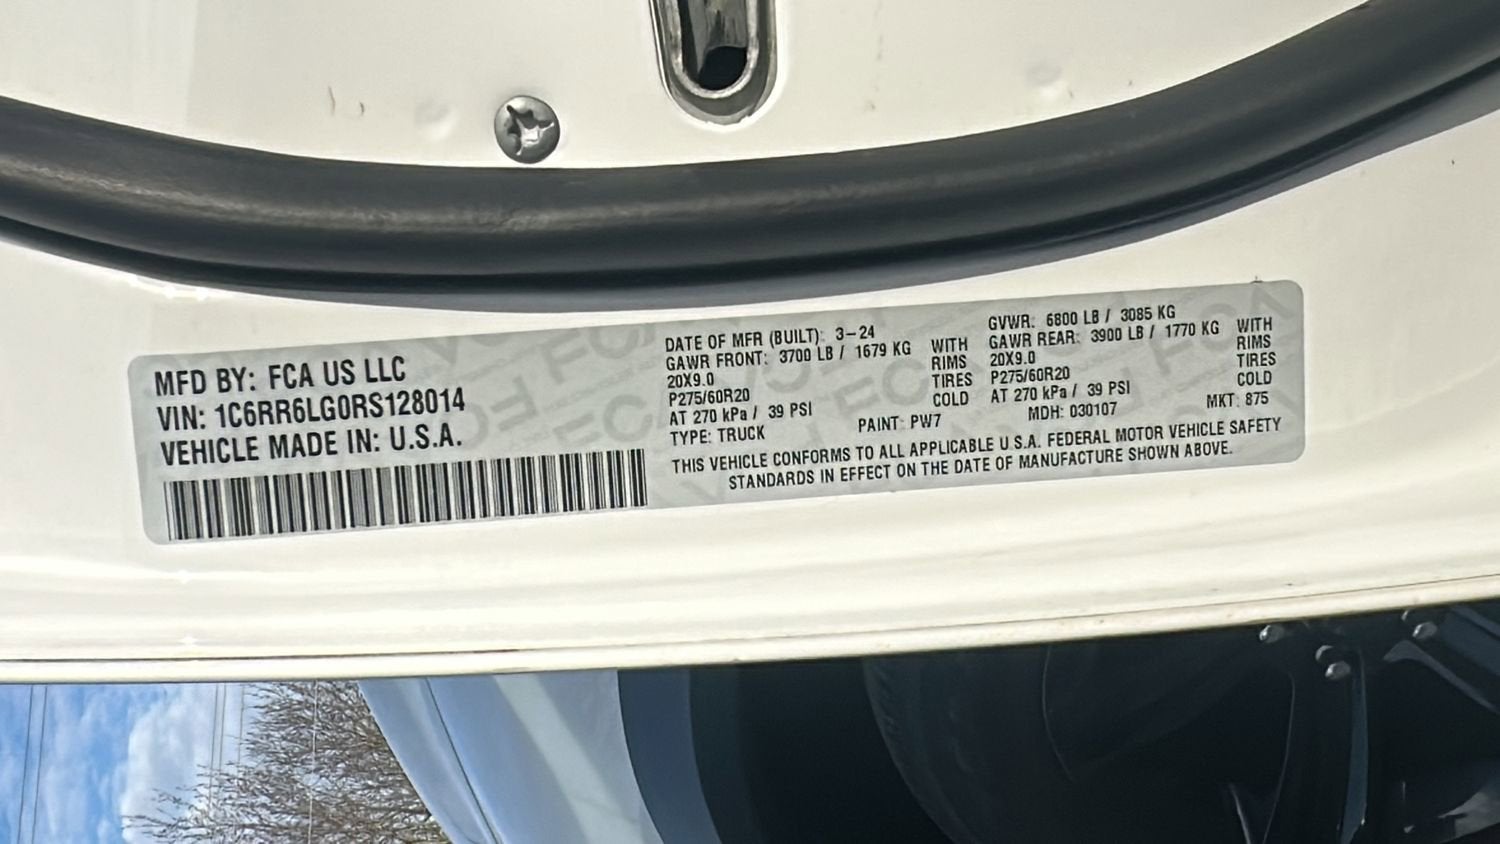 MFD BY: FCA US LLC
VIN: 1C6RR6LG0RS128014
VEHICLE MADE IN: U.S.A.
DATE OF MFR (BUILT): 3-24
GAWR FRONT: 3700 LB / 1679 KG WITH
20X9.0 RIMS
P275/60R20 TIRES
AT 270 kPa / 39 PSI COLD
TYPE: TRUCK PAINT: PW7
GVWR: 6800 LB / 3085 KG
GAWR REAR: 3900 LB / 1770 KG WITH
20X9.0 RIMS
P275/60R20 TIRES
AT 270 kPa / 39 PSI COLD
MDH: 030107 MKT: 875
THIS VEHICLE CONFORMS TO ALL APPLICABLE U.S.A. FEDERAL MOTOR VEHICLE SAFETY
STANDARDS IN EFFECT ON THE DATE OF MANUFACTURE SHOWN ABOVE.